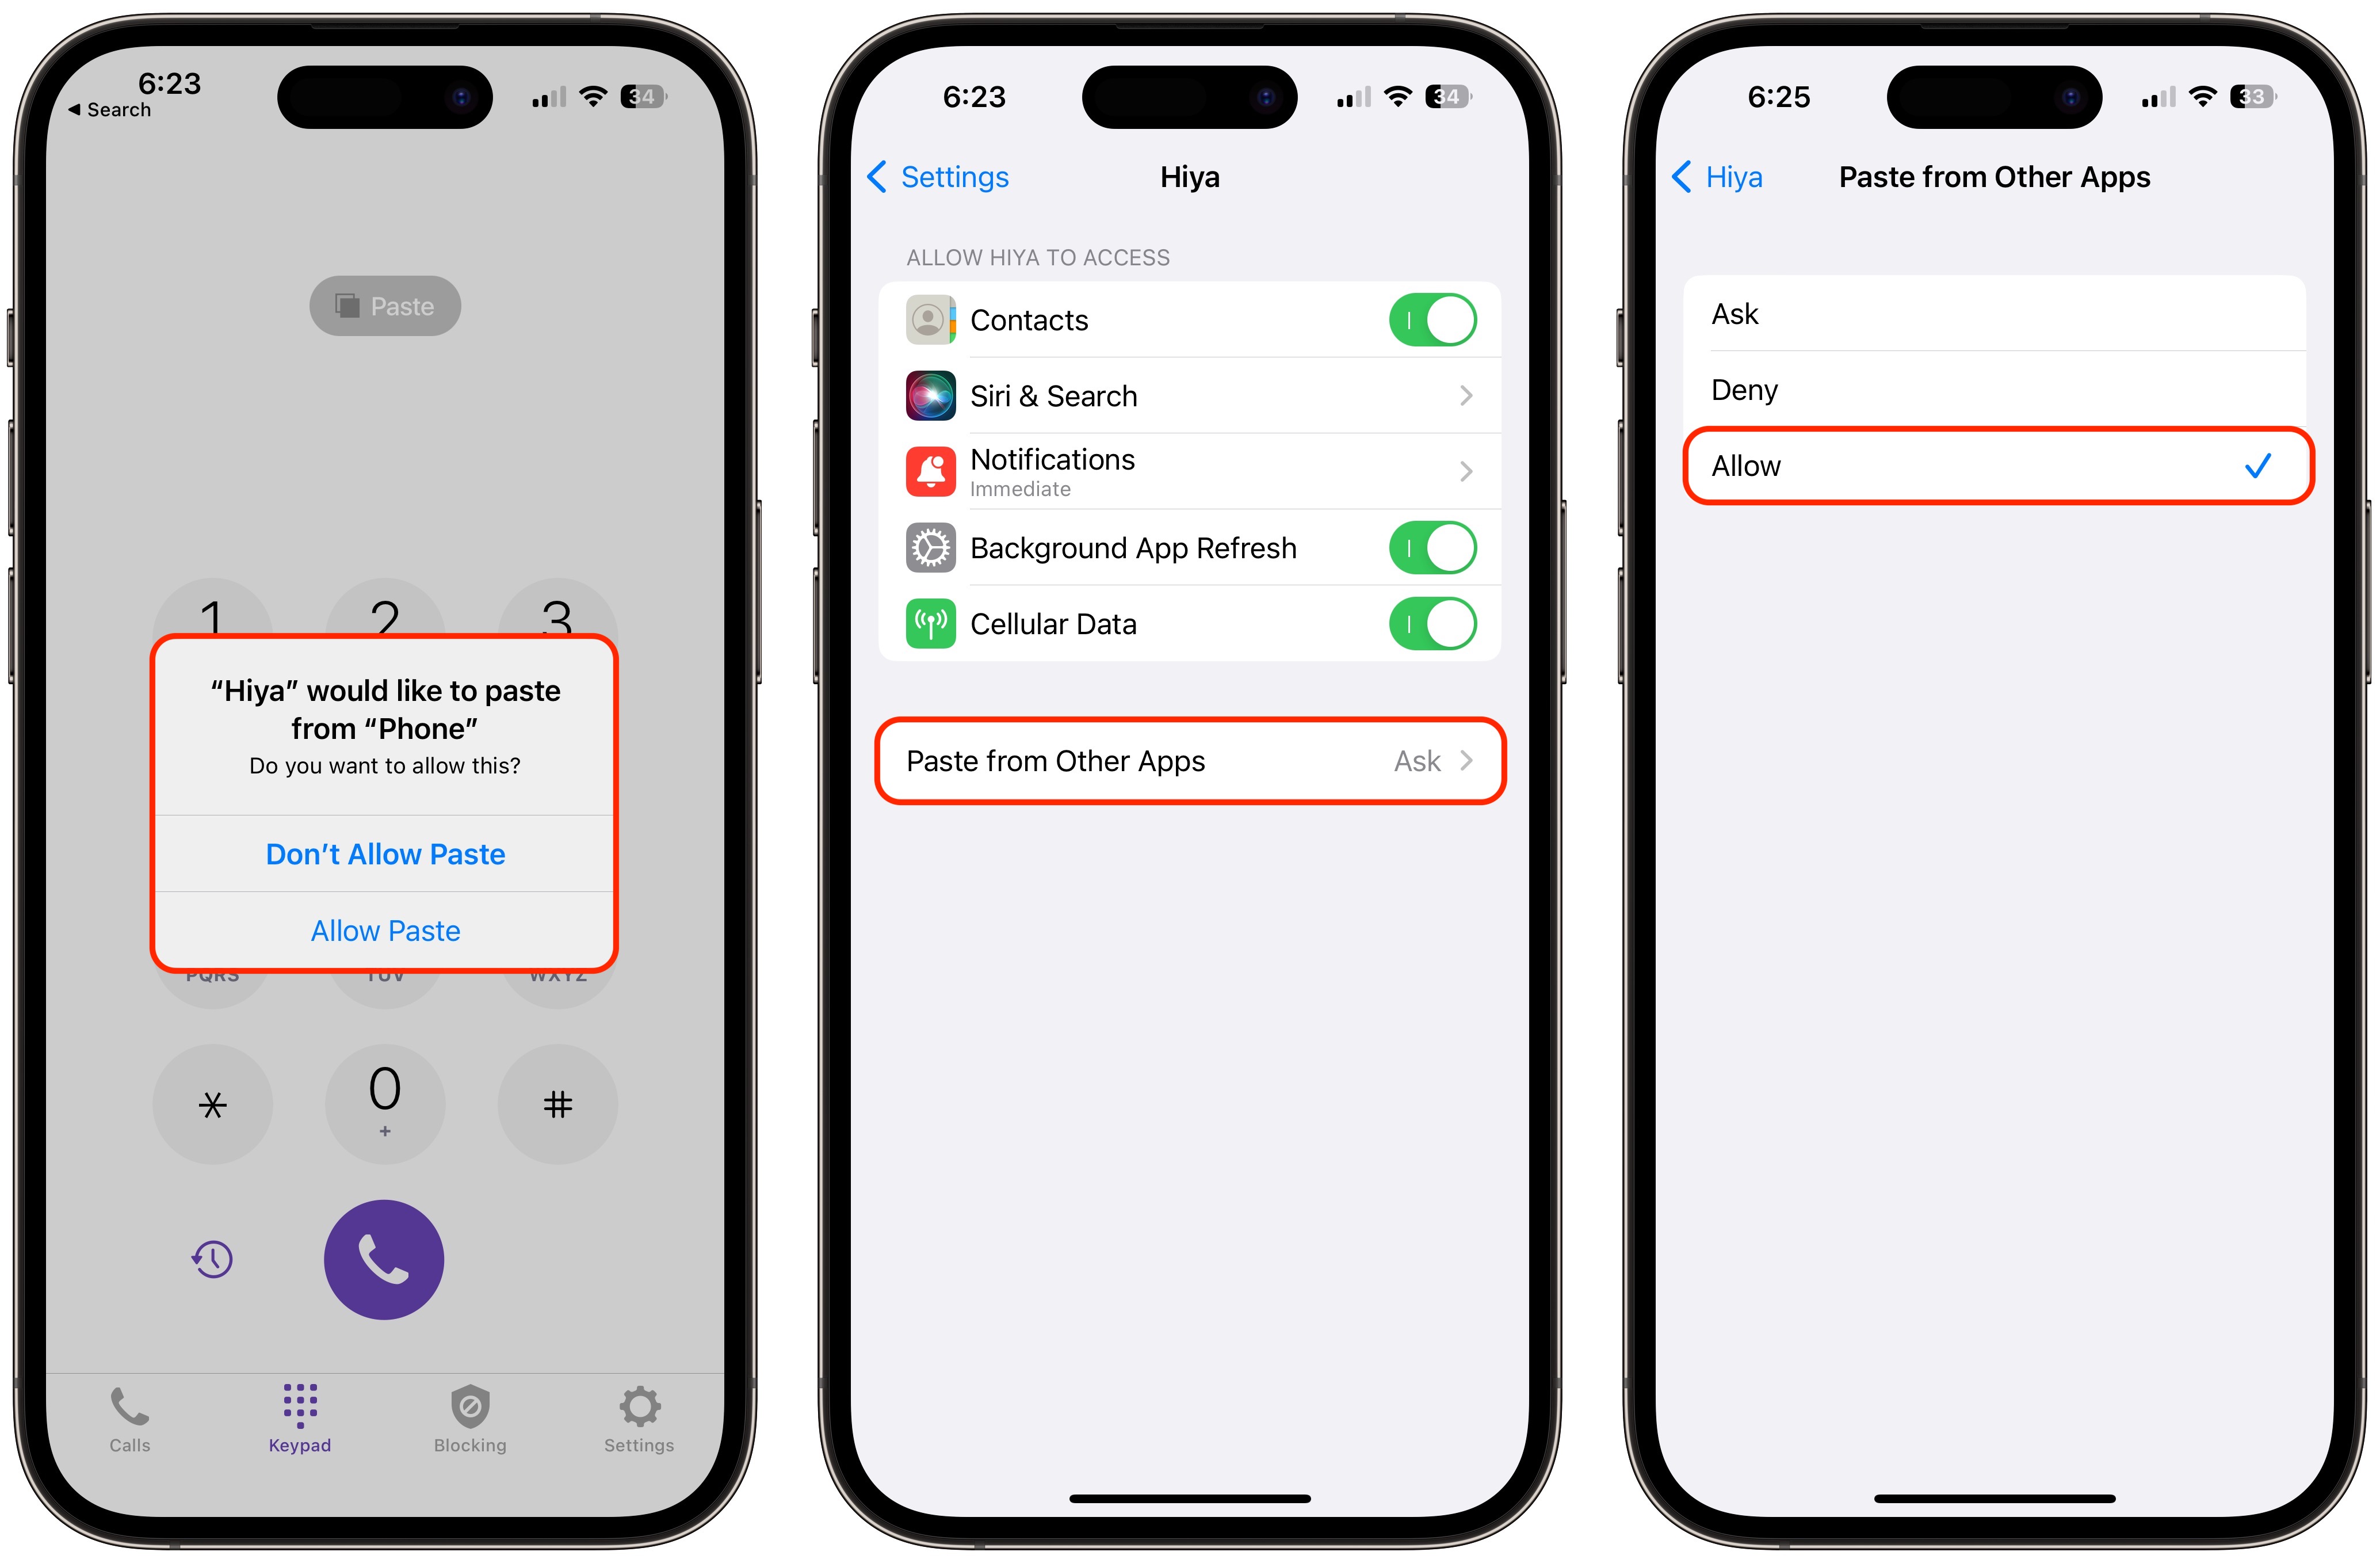 6:23
34
Search
Paste
1
2
3
“Hiya” would like to paste
from “Phone”
Do you want to allow this?
Don’t Allow Paste
Allow Paste
PQRS
TUV
WXYZ
*
0
#
+
Calls
Keypad
Blocking
Settings
6:23
34
Settings
Hiya
ALLOW HIYA TO ACCESS
Contacts
Siri & Search
Notifications
Immediate
Background App Refresh
Cellular Data
Paste from Other Apps
Ask
6:25
33
Hiya
Paste from Other Apps
Ask
Deny
Allow